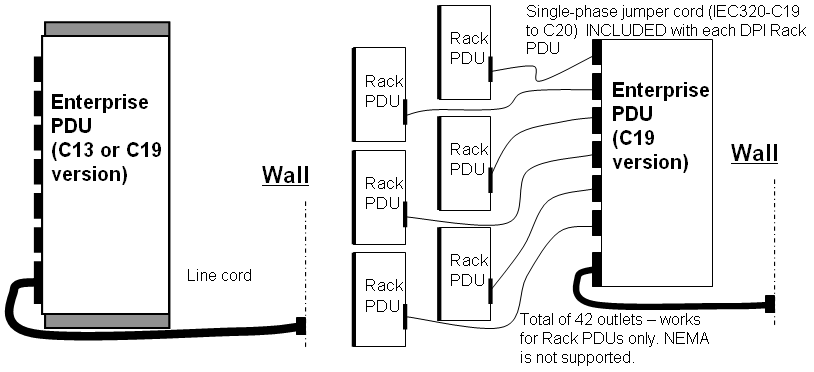 Enterprise
PDU
(C13 or C19
version)
Wall
Line cord
Single-phase jumper cord (IEC320-C19
to C20)  INCLUDED with each DPI Rack
PDU
Rack
PDU
Rack
PDU
Rack
PDU
Rack
PDU
Rack
PDU
Rack
PDU
Enterprise
PDU
(C19
version)
Wall
Total of 42 outlets – works
for Rack PDUs only. NEMA
is not supported.